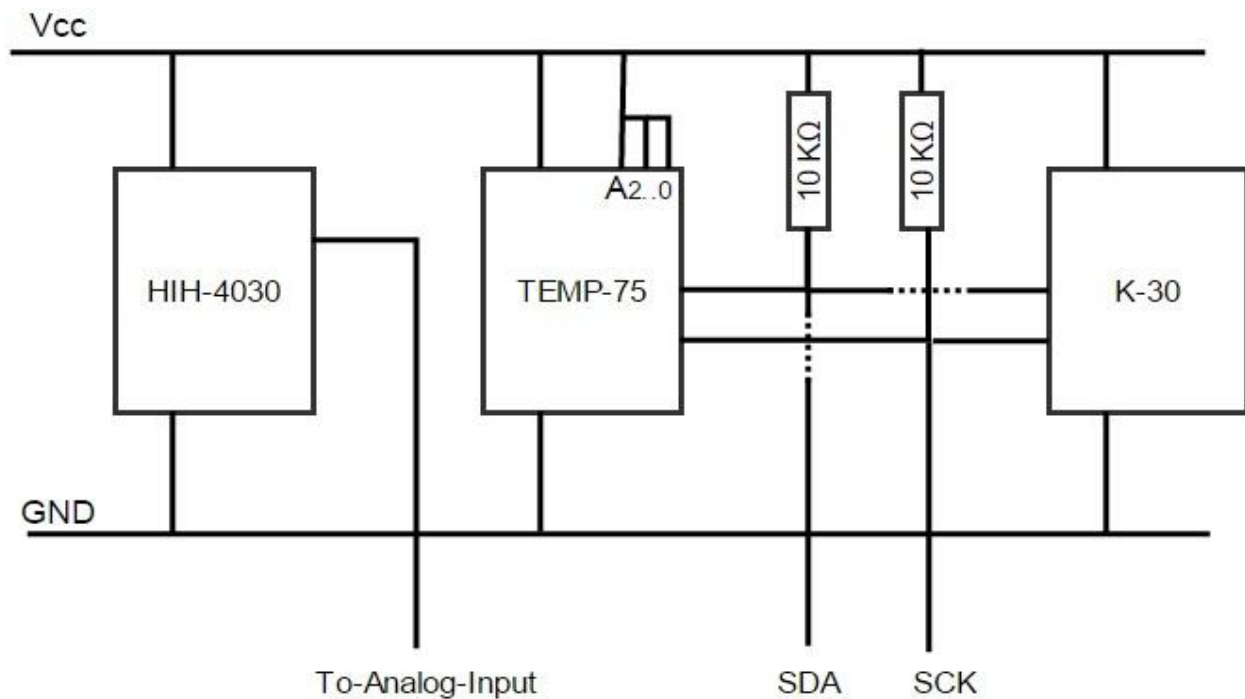 Vcc
10 KΩ
10 KΩ
A2..0
HIH-4030
TEMP-75
K-30
GND
To-Analog-Input
SDA
SCK